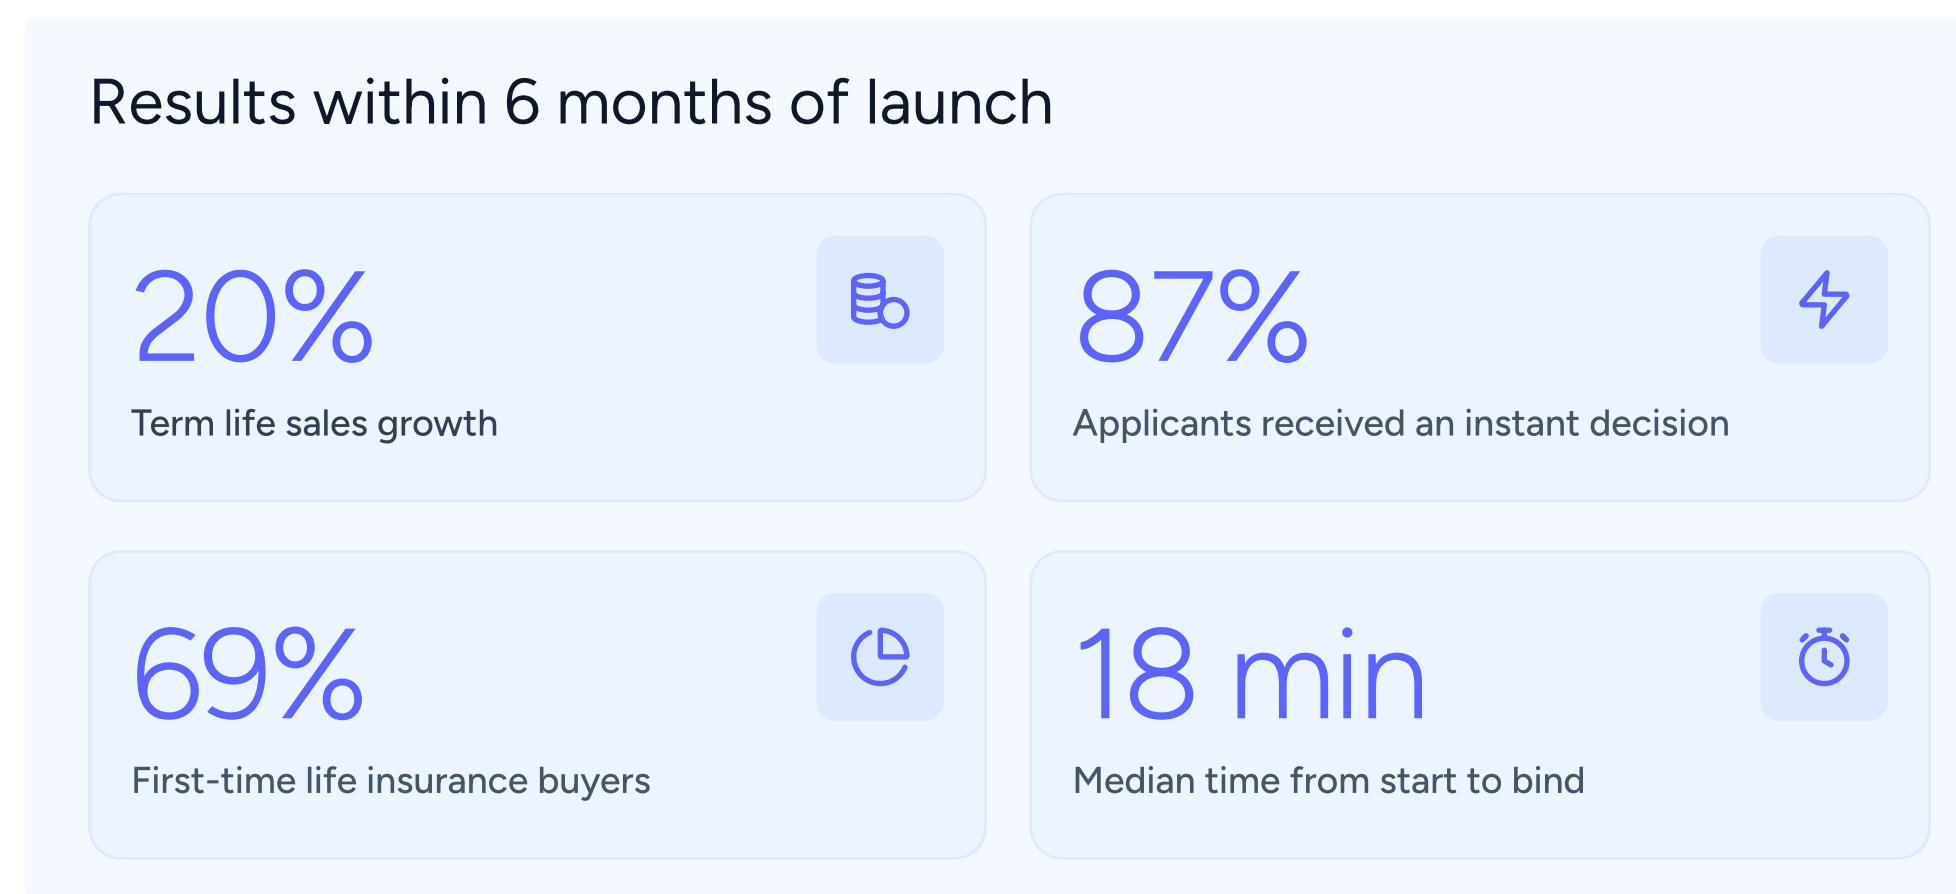 Results within 6 months of launch
20%
Term life sales growth
87%
Applicants received an instant decision
69%
First-time life insurance buyers
18 min
Median time from start to bind